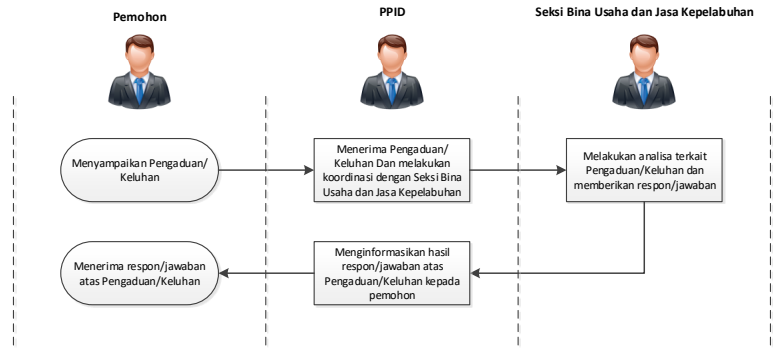 Pemohon
PPID
Seksi Bina Usaha dan Jasa Kepelabuhan
Menyampaikan Pengaduan/
Keluhan
Menerima Pengaduan/
Keluhan Dan melakukan
koordinasi dengan Seksi Bina
Usaha dan Jasa Kepelabuhan
Melakukan analisa terkait
Pengaduan/Keluhan dan
memberikan respon/jawaban
Menerima respon/jawaban
atas Pengaduan/Keluhan
Menginformasikan hasil
respon/jawaban atas
Pengaduan/Keluhan kepada
pemohon